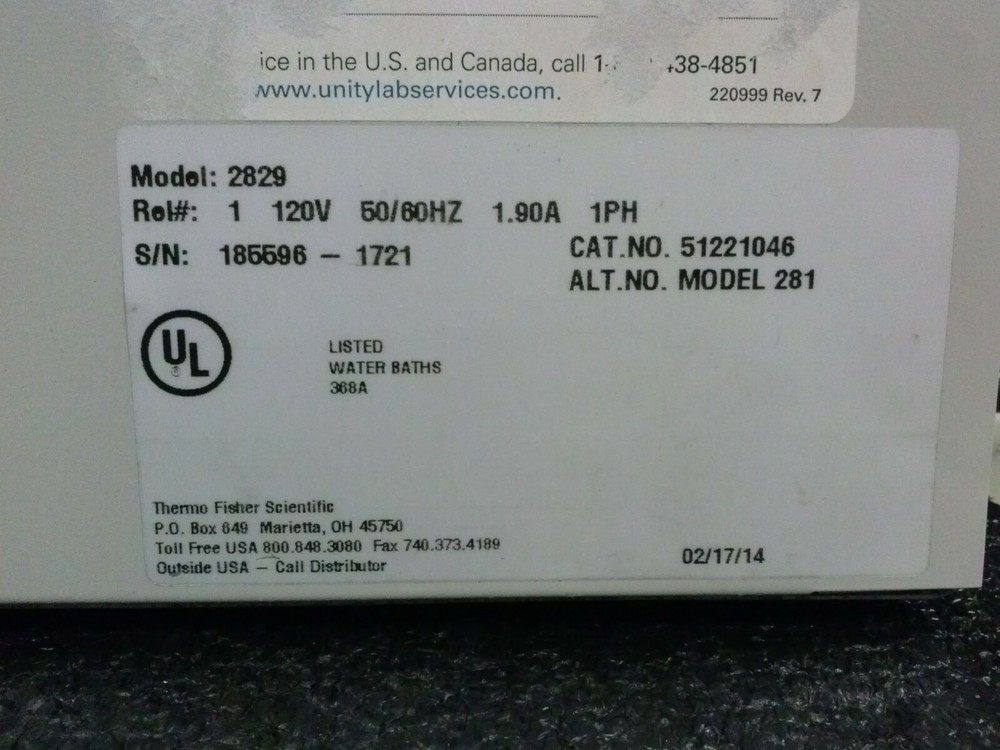 ice in the U.S. and Canada, call 1- 38-4851
www.unitylabservices.com.
220999 Rev. 7
Model: 2829
Rel#: 1 120V 50/60HZ 1.90A 1PH
S/N: 185596 – 1721
CAT.NO. 51221046
ALT.NO. MODEL 281
UL
®
LISTED
WATER BATHS
368A
Thermo Fisher Scientific
P.O. Box 649 Marietta, OH 45750
Toll Free USA 800.848.3080 Fax 740.373.4189
Outside USA – Call Distributor
02/17/14